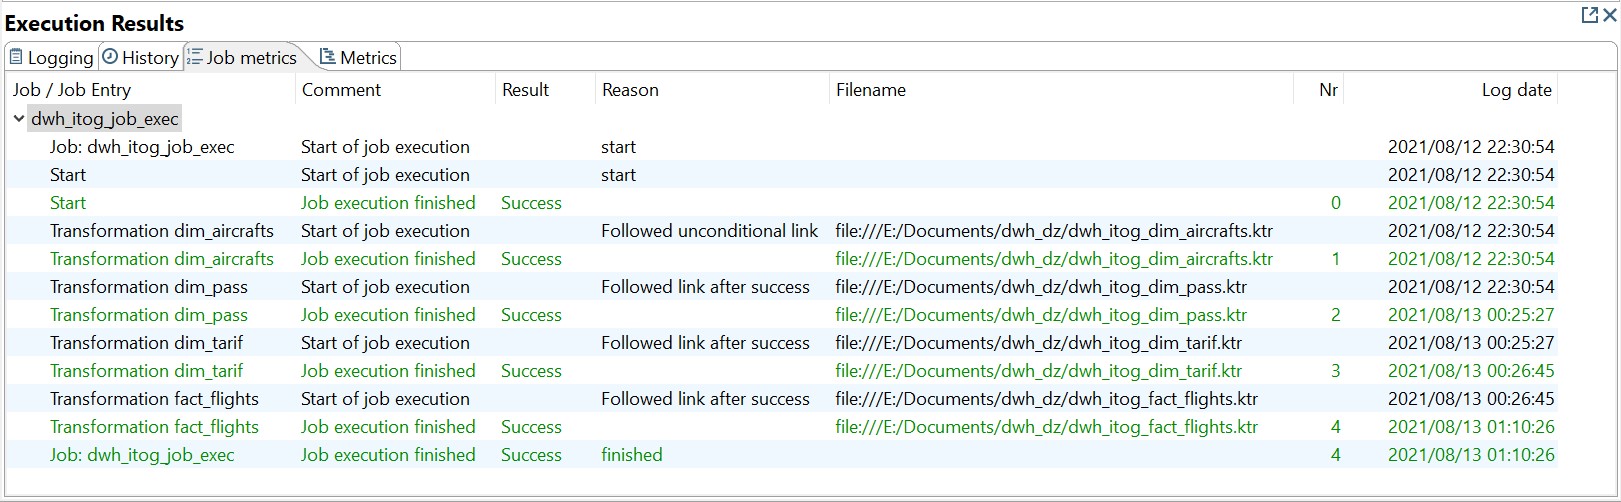 Execution Results
Logging History Job metrics Metrics
Job / Job Entry Comment Result Reason Filename Nr Log date
dwh_itog_job_exec
Job: dwh_itog_job_exec Start of job execution start 2021/08/12 22:30:54
Start Start of job execution start 2021/08/12 22:30:54
Start Job execution finished Success 0 2021/08/12 22:30:54
Transformation dim_aircrafts Start of job execution Followed unconditional link file:///E:/Documents/dwh_dz/dwh_itog_dim_aircrafts.ktr 2021/08/12 22:30:54
Transformation dim_aircrafts Job execution finished Success file:///E:/Documents/dwh_dz/dwh_itog_dim_aircrafts.ktr 1 2021/08/12 22:30:54
Transformation dim_pass Start of job execution Followed link after success file:///E:/Documents/dwh_dz/dwh_itog_dim_pass.ktr 2021/08/12 22:30:54
Transformation dim_pass Job execution finished Success file:///E:/Documents/dwh_dz/dwh_itog_dim_pass.ktr 2 2021/08/13 00:25:27
Transformation dim_tarif Start of job execution Followed link after success file:///E:/Documents/dwh_dz/dwh_itog_dim_tarif.ktr 2021/08/13 00:25:27
Transformation dim_tarif Job execution finished Success file:///E:/Documents/dwh_dz/dwh_itog_dim_tarif.ktr 3 2021/08/13 00:26:45
Transformation fact_flights Start of job execution Followed link after success file:///E:/Documents/dwh_dz/dwh_itog_fact_flights.ktr 2021/08/13 00:26:45
Transformation fact_flights Job execution finished Success file:///E:/Documents/dwh_dz/dwh_itog_fact_flights.ktr 4 2021/08/13 01:10:26
Job: dwh_itog_job_exec Job execution finished Success finished 4 2021/08/13 01:10:26